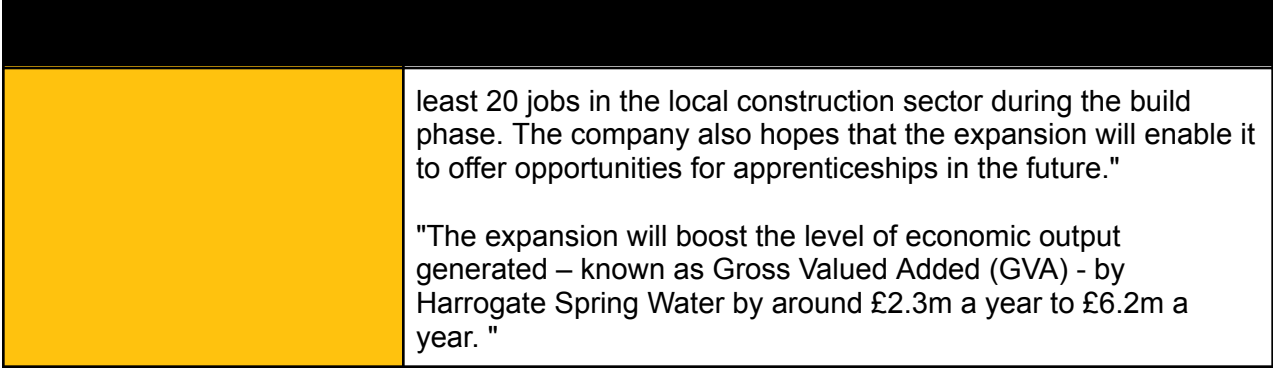 least 20 jobs in the local construction sector during the build
phase. The company also hopes that the expansion will enable it
to offer opportunities for apprenticeships in the future."
"The expansion will boost the level of economic output
generated – known as Gross Valued Added (GVA) - by
Harrogate Spring Water by around £2.3m a year to £6.2m a
year. "